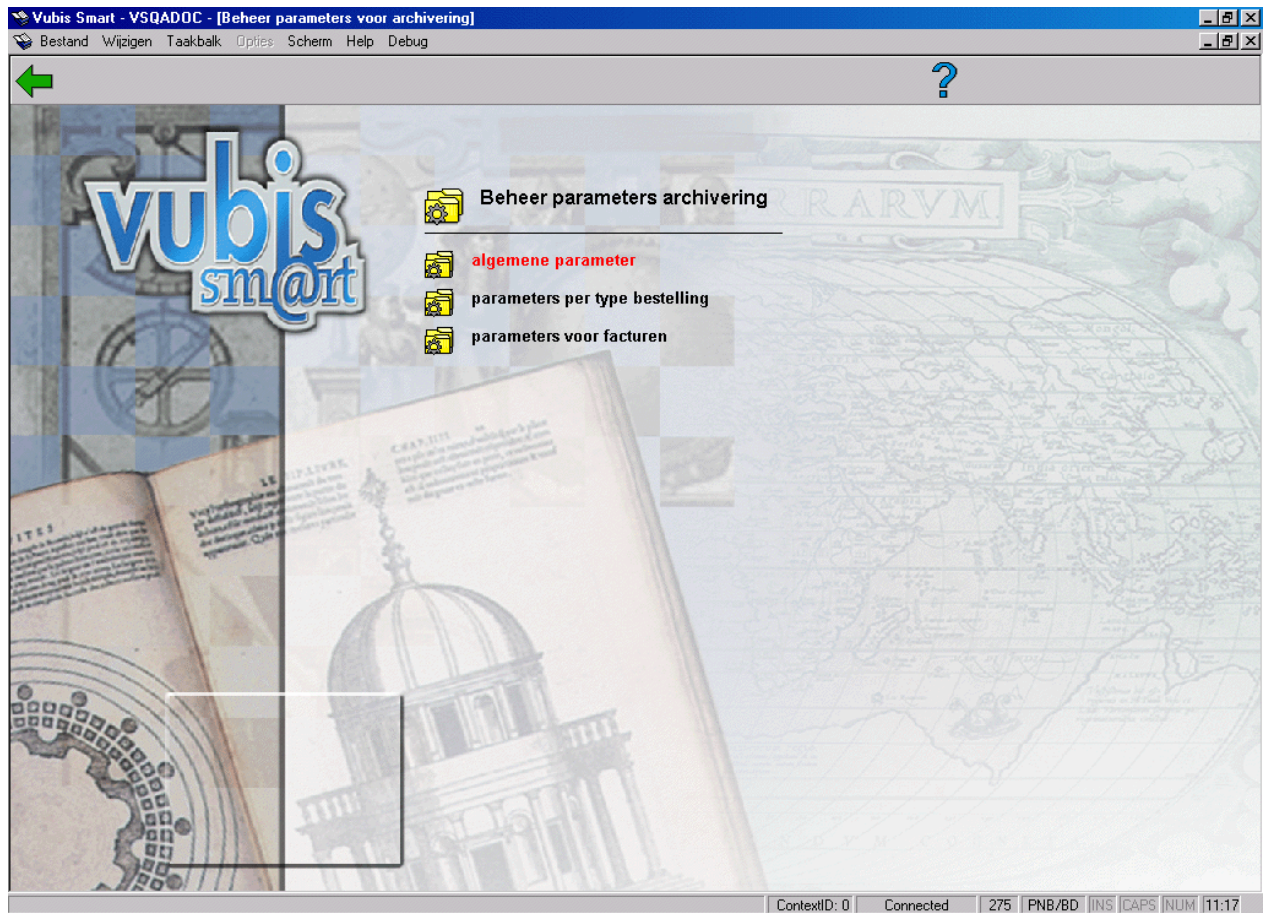 Vubis Smart - VSQADOC - [Beheer parameters voor archivering]
Bestand Wijzigen Taakbalk Opties Scherm Help Debug
?
vubis
sm@rt
RARVM
Beheer parameters archivering
algemene parameter
parameters per type bestelling
parameters voor facturen
ContextID: 0 Connected 275 PNB/BD INS CAPS NUM 11:17